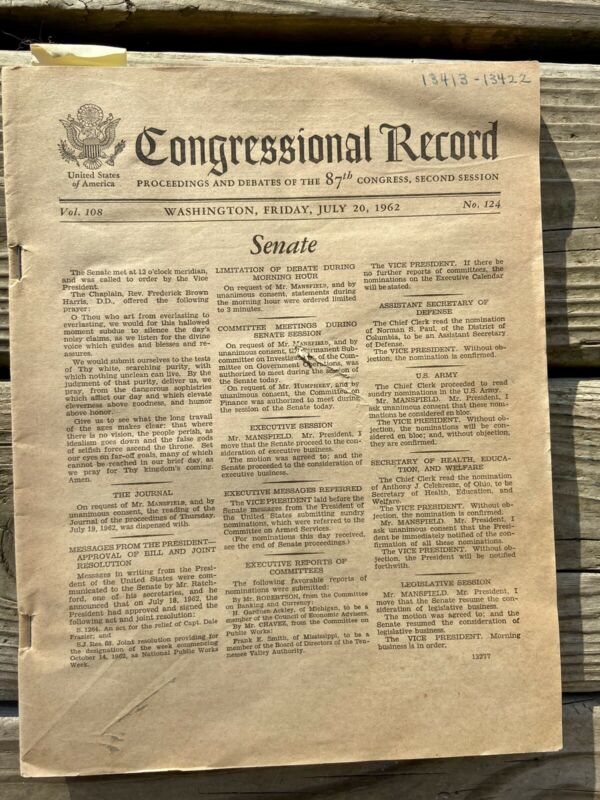 13413-13422
Congressional Record
United States
of America
PROCEEDINGS AND DEBATES OF THE 87th CONGRESS, SECOND SESSION
Vol. 108 WASHINGTON, FRIDAY, JULY 20, 1962 No. 124
Senate
The Senate met at 12 o'clock meridian,
and was called to order by the Vice
President.
The Chaplain, Rev. Frederick Brown
Harris, D.D., offered the following
prayer:
O Thou who art from everlasting to
everlasting, we would for this hallowed
moment subdue to silence the day's
noisy claims, as we listen for the divine
voice which guides and blesses and re-
assures.
We would submit ourselves to the tests
of Thy white, searching purity, with
which nothing unclean can live. By the
judgment of that purity, deliver us, we
pray, from the dangerous sophistries
which afflict our day and which elevate
cleverness above goodness, and humor
above honor.
Give us to see what the long travail
of the ages makes clear: that where
there is no vision, the people perish, as
idealism goes down and the false gods
of selfish force ascend the throne. Set
our eyes on far-off goals, many of which
cannot be reached in our brief day, as
we pray for Thy kingdom's coming.
Amen.
THE JOURNAL
On request of Mr. MANSFIELD, and by
unanimous consent, the reading of the
Journal of the proceedings of Thursday,
July 19, 1962, was dispensed with.
MESSAGES FROM THE PRESIDENT—
APPROVAL OF BILL AND JOINT
RESOLUTION
Messages in writing from the Presi-
dent of the United States were com-
municated to the Senate by Mr. Ratch-
ford, one of his secretaries, and he
announced that on July 18, 1962, the
President had approved and signed the
following act and joint resolution:
S. 1264. An act for the relief of Capt. Dale
Frazier; and
S.J. Res. 68. Joint resolution providing for
the designation of the week commencing
October 14, 1962, as National Public Works
Week.
LIMITATION OF DEBATE DURING
MORNING HOUR
On request of Mr. MANSFIELD, and by
unanimous consent, statements during
the morning hour were ordered limited
to 3 minutes.
COMMITTEE MEETINGS DURING
SENATE SESSION
On request of Mr. MANSFIELD, and by
unanimous consent, the Permanent Sub-
committee on Investigations of the Com-
mittee on Government Operations, was
authorized to meet during the session of
the Senate today.
On request of Mr. HUMPHREY, and by
unanimous consent, the Committee on
Finance was authorized to meet during
the session of the Senate today.
EXECUTIVE SESSION
Mr. MANSFIELD. Mr. President, I
move that the Senate proceed to the con-
sideration of executive business.
The motion was agreed to; and the
Senate proceeded to the consideration of
executive business.
EXECUTIVE MESSAGES REFERRED
The VICE PRESIDENT laid before the
Senate messages from the President of
the United States submitting sundry
nominations, which were referred to the
Committee on Armed Services.
(For nominations this day received,
see the end of Senate proceedings.)
EXECUTIVE REPORTS OF
COMMITTEES
The following favorable reports of
nominations were submitted:
By Mr. ROBERTSON, from the Committee
on Banking and Currency:
H. Gardner Ackley, of Michigan, to be a
member of the Council of Economic Advisers.
By Mr. CHAVEZ, from the Committee on
Public Works:
Frank E. Smith, of Mississippi, to be a
member of the Board of Directors of the Ten-
nessee Valley Authority.
The VICE PRESIDENT. If there be
no further reports of committees, the
nominations on the Executive Calendar
will be stated.
ASSISTANT SECRETARY OF
DEFENSE
The Chief Clerk read the nomination
of Norman S. Paul, of the District of
Columbia, to be an Assistant Secretary
of Defense.
The VICE PRESIDENT. Without ob-
jection, the nomination is confirmed.
U.S. ARMY
The Chief Clerk proceeded to read
sundry nominations in the U.S. Army.
Mr. MANSFIELD. Mr. President, I
ask unanimous consent that these nomi-
nations be considered en bloc.
The VICE PRESIDENT. Without ob-
jection, the nominations will be con-
sidered en bloc; and, without objection,
they are confirmed.
SECRETARY OF HEALTH, EDUCA-
TION, AND WELFARE
The Chief Clerk read the nomination
of Anthony J. Celebrezze, of Ohio, to be
Secretary of Health, Education, and
Welfare.
The VICE PRESIDENT. Without ob-
jection, the nomination is confirmed.
Mr. MANSFIELD. Mr. President, I
ask unanimous consent that the Presi-
dent be immediately notified of the con-
firmation of all these nominations.
The VICE PRESIDENT. Without ob-
jection, the President will be notified
forthwith.
LEGISLATIVE SESSION
Mr. MANSFIELD. Mr. President, I
move that the Senate resume the con-
sideration of legislative business.
The motion was agreed to; and the
Senate resumed the consideration of
legislative business.
The VICE PRESIDENT. Morning
business is in order.
13277